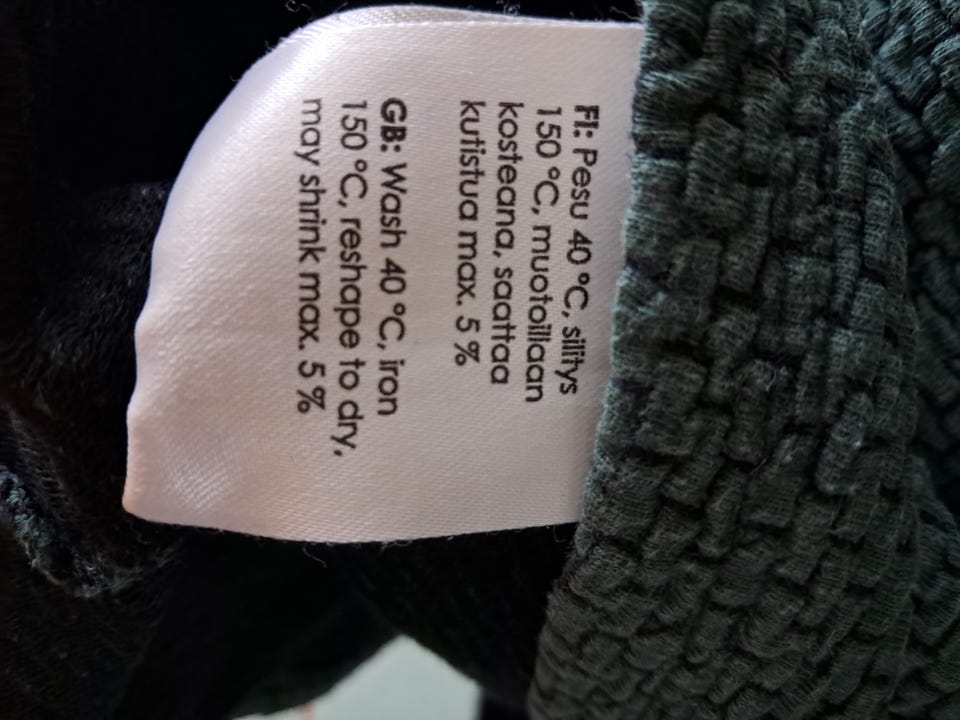 FI: Pesu 40 °C, silitys
150 °C, muotoillaan
kosteana, saattaa
kutistua max. 5 %
GB: Wash 40 °C, iron
150 °C, reshape to dry,
may shrink max. 5 %